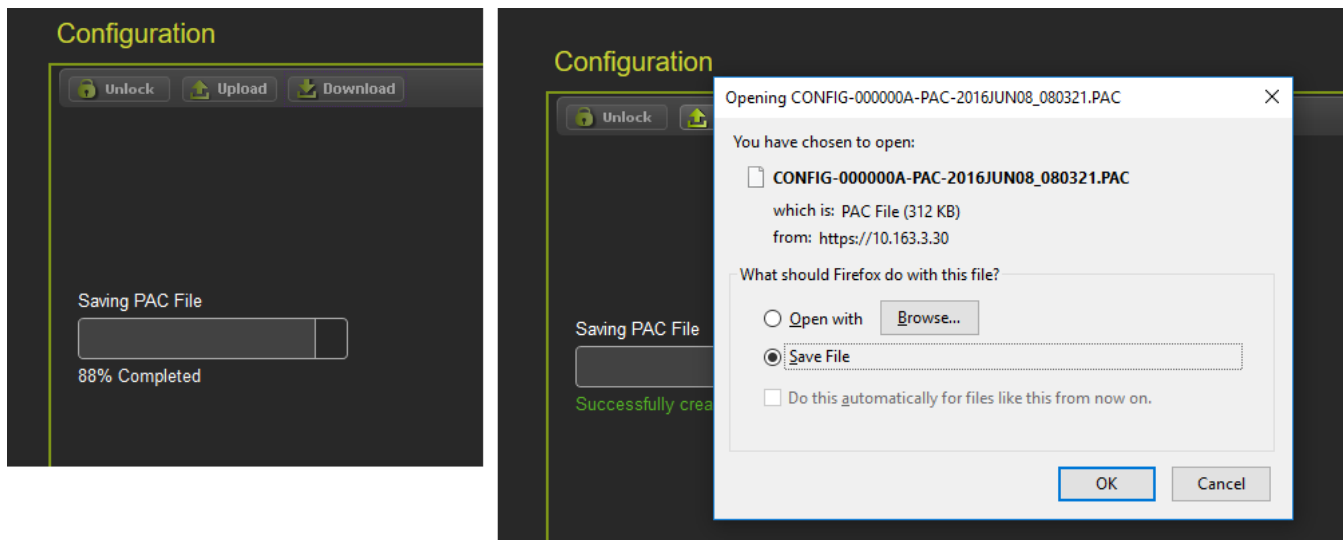 Configuration
Unlock Upload Download
Saving PAC File
88% Completed
Configuration
Unlock
Opening CONFIG-000000A-PAC-2016JUN08_080321.PAC
You have chosen to open:
CONFIG-000000A-PAC-2016JUN08_080321.PAC
which is: PAC File (312 KB)
from: https://10.163.3.30
What should Firefox do with this file?
Open with Browse...
Save File
Do this automatically for files like this from now on.
OK Cancel
Saving PAC File
Successfully crea